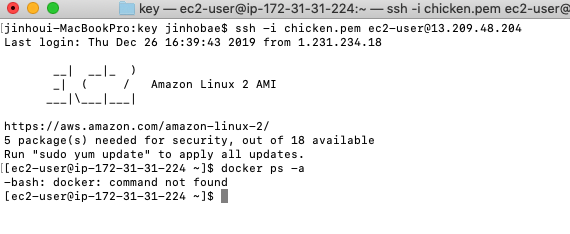 key — ec2-user@ip-172-31-31-224:~ — ssh -i chicken.pem ec2-user@
[jinhoui-MacBookPro:key jinhobae$ ssh -i chicken.pem ec2-user@13.209.48.204
Last login: Thu Dec 26 16:39:43 2019 from 1.231.234.18
__|  __|_  )
_|  (     /   Amazon Linux 2 AMI
___|\___|___|
https://aws.amazon.com/amazon-linux-2/
5 package(s) needed for security, out of 18 available
Run "sudo yum update" to apply all updates.
[[ec2-user@ip-172-31-31-224 ~]$ docker ps -a
-bash: docker: command not found
[ec2-user@ip-172-31-31-224 ~]$